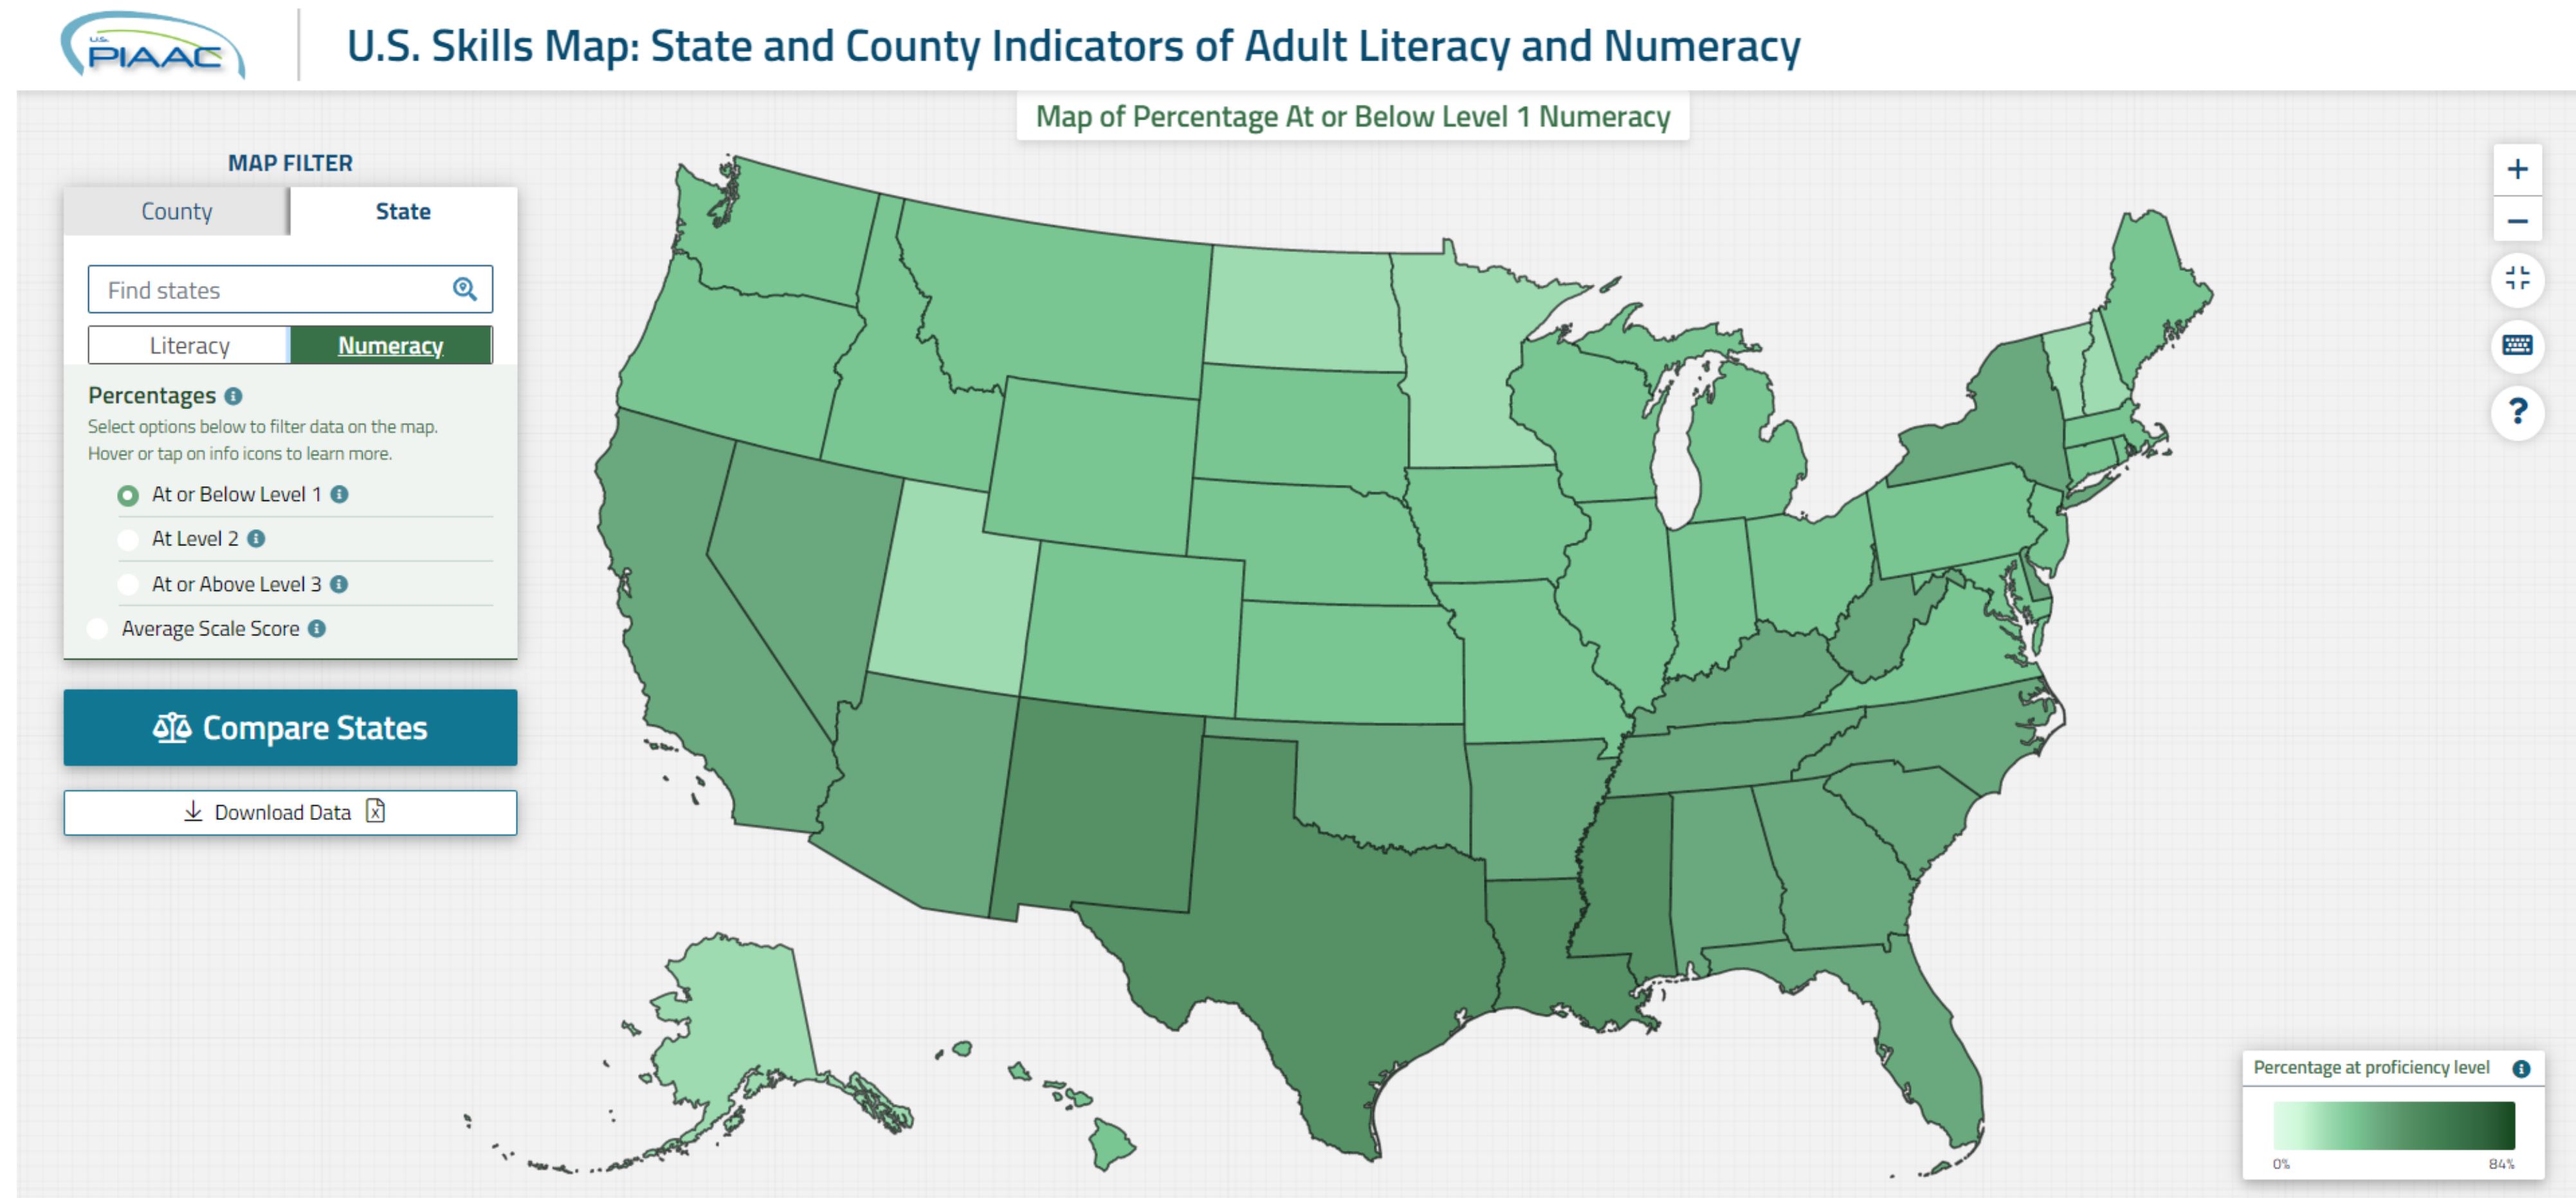 U.S.
PIAAC
U.S. Skills Map: State and County Indicators of Adult Literacy and Numeracy
Map of Percentage At or Below Level 1 Numeracy
MAP FILTER
County State
Find states
Literacy Numeracy
Percentages
Select options below to filter data on the map.
Hover or tap on info icons to learn more.
At or Below Level 1
At Level 2
At or Above Level 3
Average Scale Score
Compare States
Download Data
+
−
?
Percentage at proficiency level
0% 84%